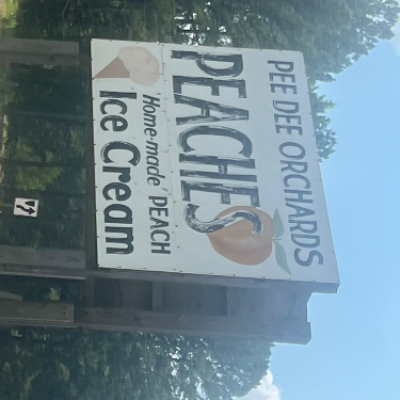 PEE DEE ORCHARDS
PEACHES
Home-made PEACH
Ice Cream